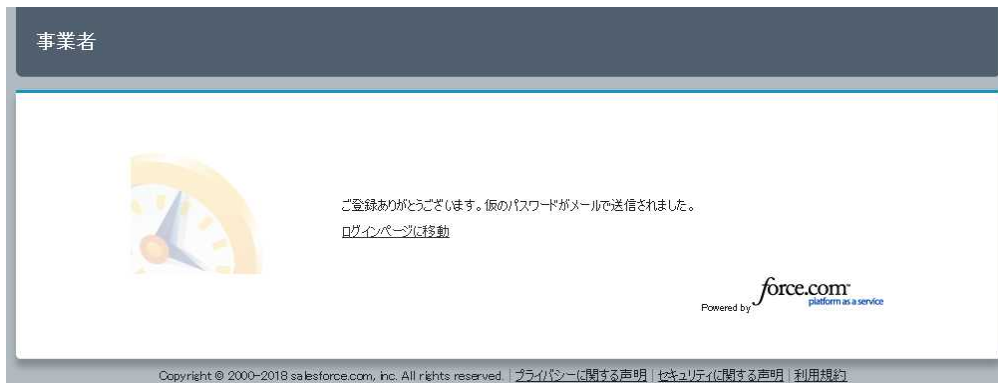 事業者
ご登録ありがとうございます。仮のパスワードがメールで送信されました。
ログインページに移動
Powered by force.com™
platform as a service
Copyright © 2000-2018 salesforce.com, inc. All rights reserved. | プライバシーに関する声明 | セキュリティに関する声明 | 利用規約